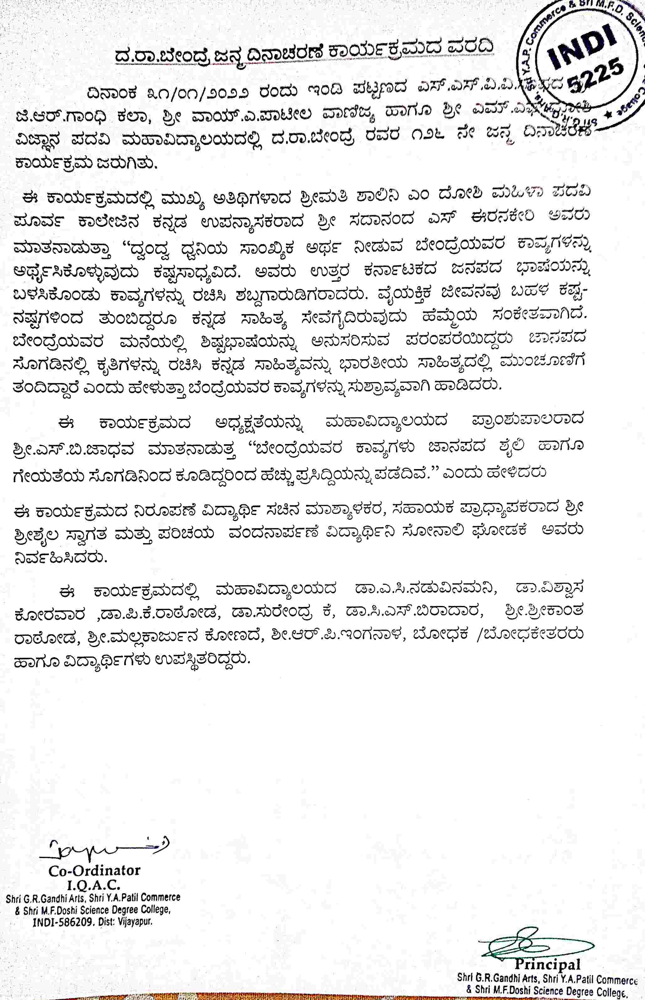 ದ.ರಾ.ಬೇಂದ್ರೆ ಜನ್ಮ ದಿನಾಚರಣೆ ಕಾರ್ಯಕ್ರಮದ ವರದಿ
ದಿನಾಂಕ ೩೧/೦೧/೨೦೨೨ ರಂದು ಇಂಡಿ ಪಟ್ಟಣದ ಎಸ್.ಎಸ್.ವಿ.ವಿ.
ಜಿ.ಆರ್.ಗಾಂಧಿ ಕಲಾ, ಶ್ರೀ ವಾಯ್.ಎ.ಪಾಟೀಲ ವಾಣಿಜ್ಯ ಹಾಗೂ ಶ್ರೀ ಎಮ್.ಎಫ್.ದೋಶಿ
ವಿಜ್ಞಾನ ಪದವಿ ಮಹಾವಿದ್ಯಾಲಯದಲ್ಲಿ ದ.ರಾ.ಬೇಂದ್ರೆ ರವರ ೧೨೬ ನೇ ಜನ್ಮ ದಿನಾಚರಣೆ
ಕಾರ್ಯಕ್ರಮ ಜರುಗಿತು.
ಈ ಕಾರ್ಯಕ್ರಮದಲ್ಲಿ ಮುಖ್ಯ ಅತಿಥಿಗಳಾದ ಶ್ರೀಮತಿ ಶಾಲಿನಿ ಎಂ ದೋಶಿ ಮಹಿಳಾ ಪದವಿ
ಪೂರ್ವ ಕಾಲೇಜಿನ ಕನ್ನಡ ಉಪನ್ಯಾಸಕರಾದ ಶ್ರೀ ಸದಾನಂದ ಎಸ್ ಈರನಕೇರಿ ಅವರು
ಮಾತನಾಡುತ್ತಾ “ದ್ವಂದ್ವ ಧ್ವನಿಯ ಸಾಂಖ್ಯಿಕ ಅರ್ಥ ನೀಡುವ ಬೇಂದ್ರೆಯವರ ಕಾವ್ಯಗಳನ್ನು
ಅರ್ಥೈಸಿಕೊಳ್ಳುವುದು ಕಷ್ಟಸಾಧ್ಯವಿದೆ. ಅವರು ಉತ್ತರ ಕರ್ನಾಟಕದ ಜನಪದ ಭಾಷೆಯನ್ನು
ಬಳಸಿಕೊಂಡು ಕಾವ್ಯಗಳನ್ನು ರಚಿಸಿ ಶಬ್ದಗಾರುಡಿಗರಾದರು. ವೈಯಕ್ತಿಕ ಜೀವನವು ಬಹಳ ಕಷ್ಟ-
ನಷ್ಟಗಳಿಂದ ತುಂಬಿದ್ದರೂ ಕನ್ನಡ ಸಾಹಿತ್ಯ ಸೇವೆಗೈದಿರುವುದು ಹೆಮ್ಮೆಯ ಸಂಕೇತವಾಗಿದೆ.
ಬೇಂದ್ರೆಯವರ ಮನೆಯಲ್ಲಿ ಶಿಷ್ಟಭಾಷೆಯನ್ನು ಅನುಸರಿಸುವ ಪರಂಪರೆಯಿದ್ದರು ಜಾನಪದ
ಸೊಗಡಿನಲ್ಲಿ ಕೃತಿಗಳನ್ನು ರಚಿಸಿ ಕನ್ನಡ ಸಾಹಿತ್ಯವನ್ನು ಭಾರತೀಯ ಸಾಹಿತ್ಯದಲ್ಲಿ ಮುಂಚೂಣಿಗೆ
ತಂದಿದ್ದಾರೆ ಎಂದು ಹೇಳುತ್ತಾ ಬೆಂದ್ರೆಯವರ ಕಾವ್ಯಗಳನ್ನು ಸುಶ್ರಾವ್ಯವಾಗಿ ಹಾಡಿದರು.
ಈ ಕಾರ್ಯಕ್ರಮದ ಅಧ್ಯಕ್ಷತೆಯನ್ನು ಮಹಾವಿದ್ಯಾಲಯದ ಪ್ರಾಂಶುಪಾಲರಾದ
ಶ್ರೀ.ಎಸ್.ಬಿ.ಜಾಧವ ಮಾತನಾಡುತ್ತ “ಬೇಂದ್ರೆಯವರ ಕಾವ್ಯಗಳು ಜಾನಪದ ಶೈಲಿ ಹಾಗೂ
ಗೇಯತೆಯ ಸೊಗಡಿನಿಂದ ಕೂಡಿದ್ದರಿಂದ ಹೆಚ್ಚು ಪ್ರಸಿದ್ದಿಯನ್ನು ಪಡೆದಿವೆ.” ಎಂದು ಹೇಳಿದರು
ಈ ಕಾರ್ಯಕ್ರಮದ ನಿರೂಪಣೆ ವಿದ್ಯಾರ್ಥಿ ಸಚಿನ ಮಾಶ್ಯಾಳಕರ, ಸಹಾಯಕ ಪ್ರಾಧ್ಯಾಪಕರಾದ ಶ್ರೀ
ಶ್ರೀಶೈಲ ಸ್ವಾಗತ ಮತ್ತು ಪರಿಚಯ ವಂದನಾರ್ಪಣೆ ವಿದ್ಯಾರ್ಥಿನಿ ಸೋನಾಲಿ ಘೋಡಕೆ ಅವರು
ನಿರ್ವಹಿಸಿದರು.
ಈ ಕಾರ್ಯಕ್ರಮದಲ್ಲಿ ಮಹಾವಿದ್ಯಾಲಯದ ಡಾ.ಎ.ಸಿ.ನಡುವಿನಮನಿ, ಡಾ.ವಿಶ್ವಾಸ
ಕೋರವಾರ ,ಡಾ.ಪಿ.ಕೆ.ರಾಠೋಡ, ಡಾ.ಸುರೇಂದ್ರ ಕೆ, ಡಾ.ಸಿ.ಎಸ್.ಬಿರಾದಾರ, ಶ್ರೀ.ಶ್ರೀಕಾಂತ
ರಾಠೋಡ, ಶ್ರೀ.ಮಲ್ಲಕಾರ್ಜುನ ಕೋಣದೆ, ಶೀ.ಆರ್.ಪಿ.ಇಂಗನಾಳ, ಬೋಧಕ /ಬೋಧಕೇತರರು
ಹಾಗೂ ವಿದ್ಯಾರ್ಥಿಗಳು ಉಪಸ್ಥಿತರಿದ್ದರು.
Y.A.P. Commerce & Sri M.F.D.
INDI
5225
Co-Ordinator
I.Q.A.C.
Shri G.R.Gandhi Arts, Shri Y.A.Patil Commerce
& Shri M.F.Doshi Science Degree College,
INDI-586209. Dist: Vijayapur.
Principal
Shri G.R.Gandhi Arts, Shri Y.A.Patil Commerce
& Shri M.F.Doshi Science Degree College,